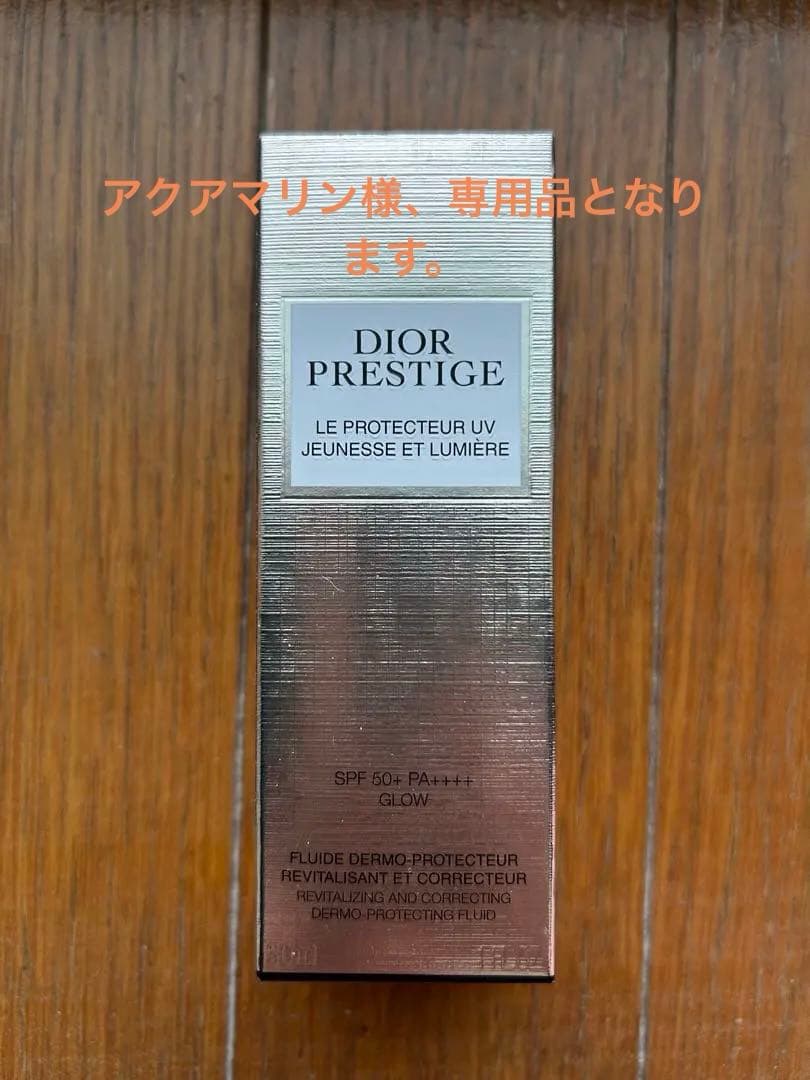 アクアマリン様、専用品となり
ます。
DIOR
PRESTIGE
LE PROTECTEUR UV
JEUNESSE ET LUMIÈRE
SPF 50+ PA++++
GLOW
FLUIDE DERMO-PROTECTEUR
REVITALISANT ET CORRECTEUR
REVITALIZING AND CORRECTING
DERMO-PROTECTING FLUID